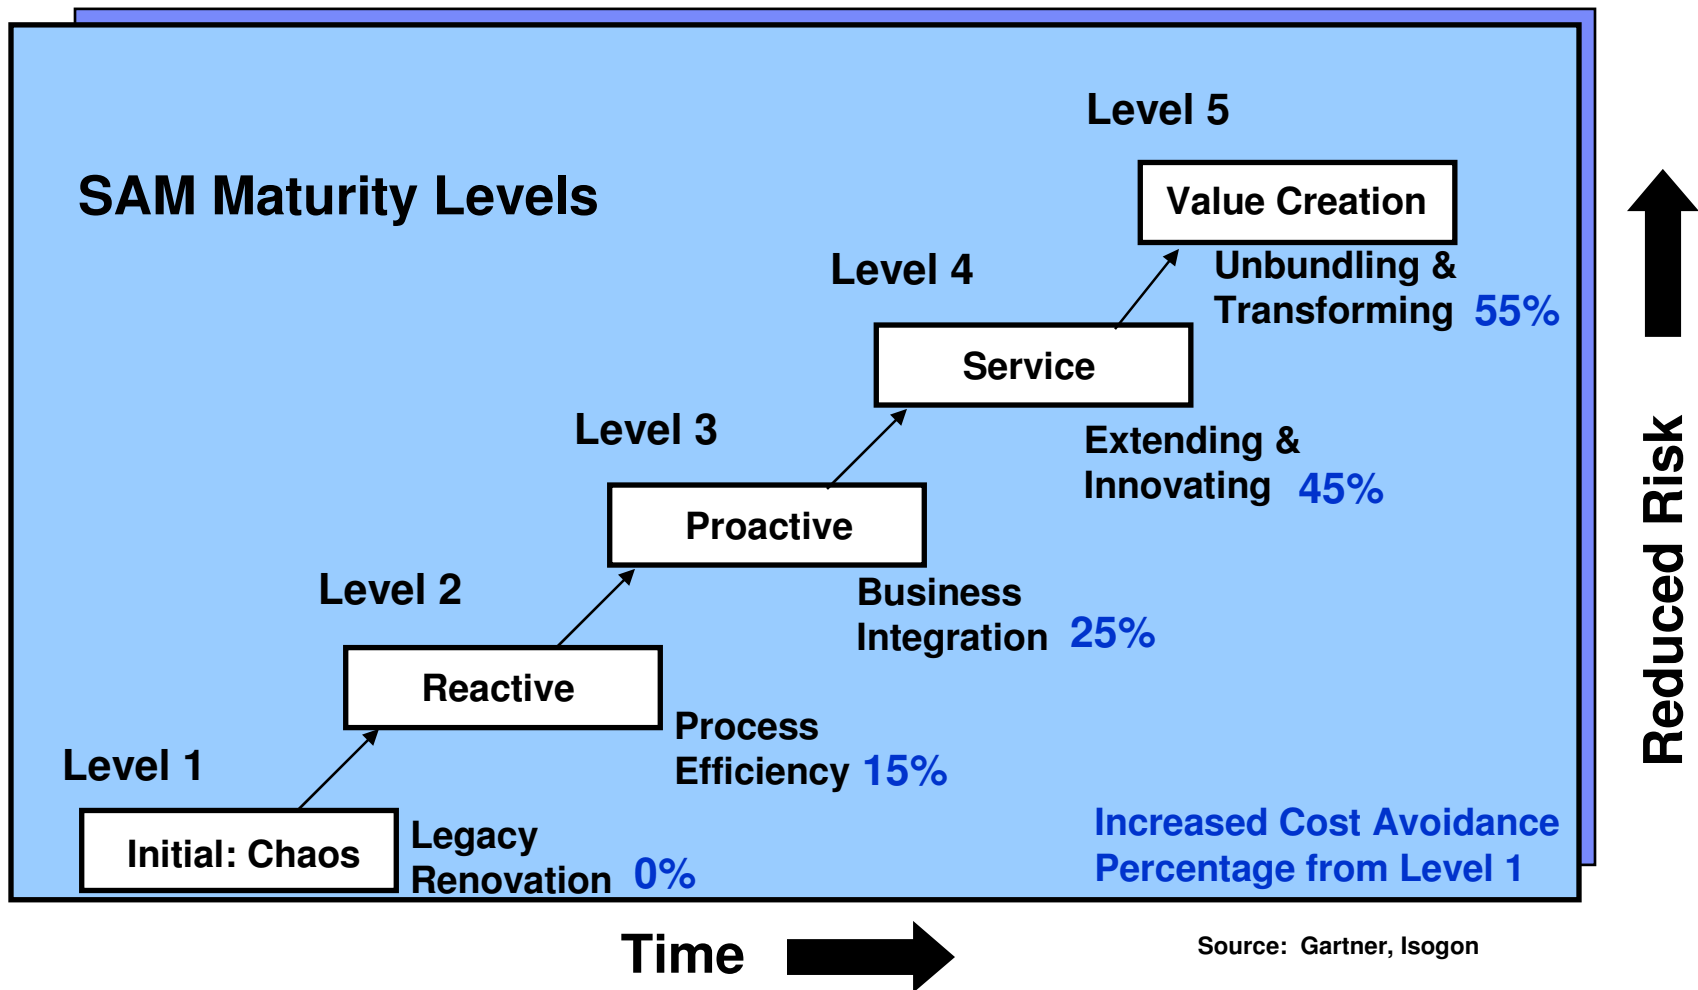 Level 5
SAM Maturity Levels
Value Creation
Level 4
Unbundling &
Transforming 55%
Service
Level 3
Extending &
Innovating 45%
Proactive
Level 2
Business
Integration 25%
Reactive
Process
Efficiency 15%
Level 1
Initial: Chaos
Legacy
Renovation 0%
Increased Cost Avoidance
Percentage from Level 1
Reduced Risk
Time
Source: Gartner, Isogon